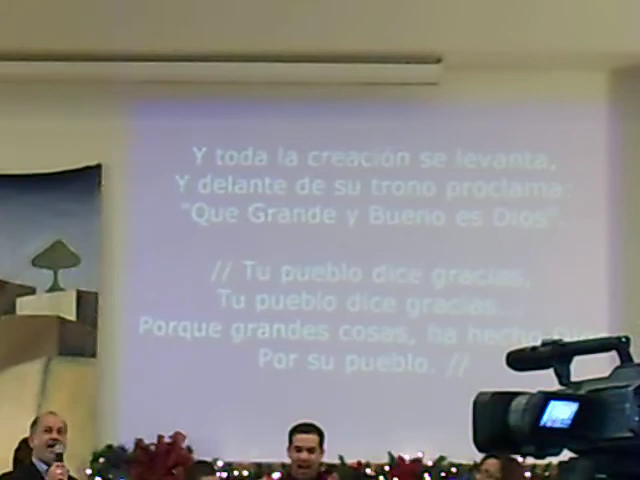 Y toda la creación se levanta,
Y delante de su trono proclama:
"Que Grande y Bueno es Dios".
// Tu pueblo dice gracias,
Tu pueblo dice gracias...
Porque grandes cosas, ha hecho Dios
Por su pueblo. //